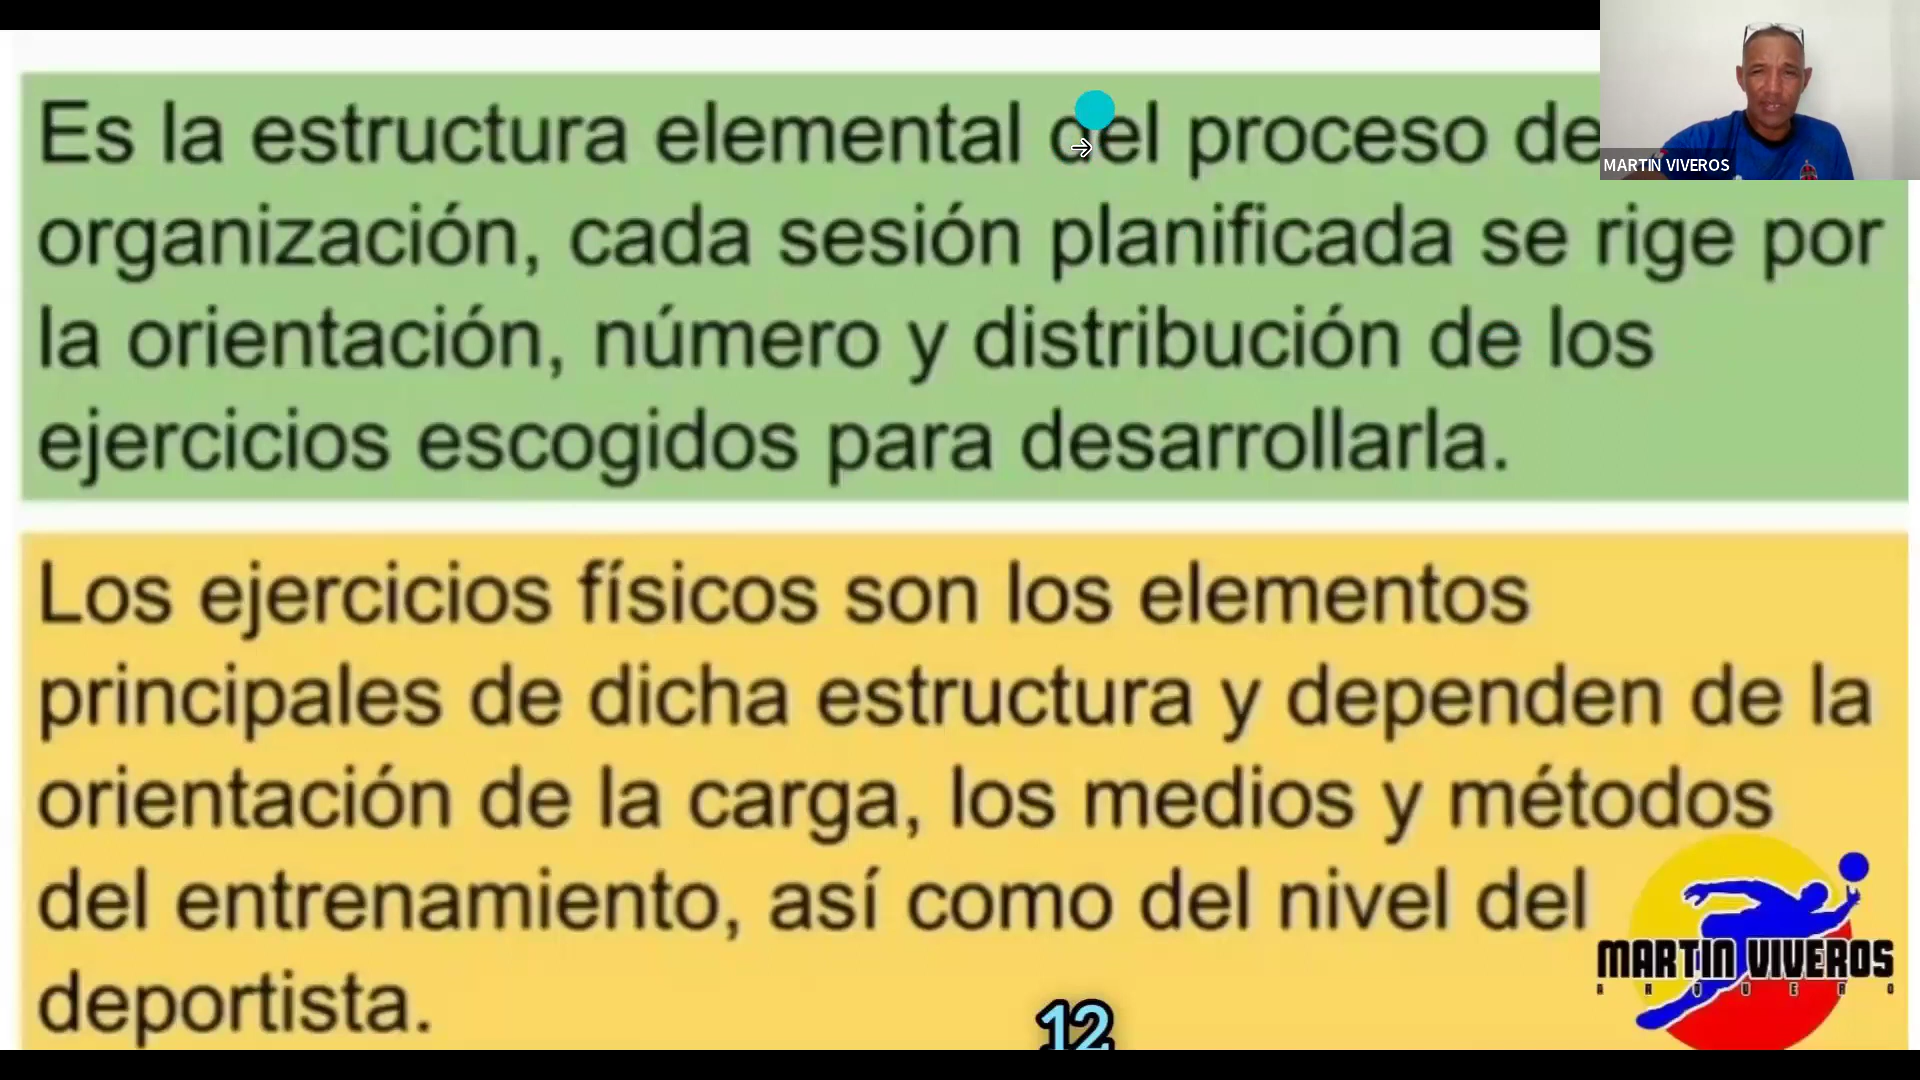 Es la estructura elemental del proceso de
organización, cada sesión planificada se rige por
la orientación, número y distribución de los
ejercicios escogidos para desarrollarla.
Los ejercicios físicos son los elementos
principales de dicha estructura y dependen de la
orientación de la carga, los medios y métodos
del entrenamiento, así como del nivel del
deportista.
MARTIN VIVEROS
MARTIN VIVEROS
ARQUERO
12